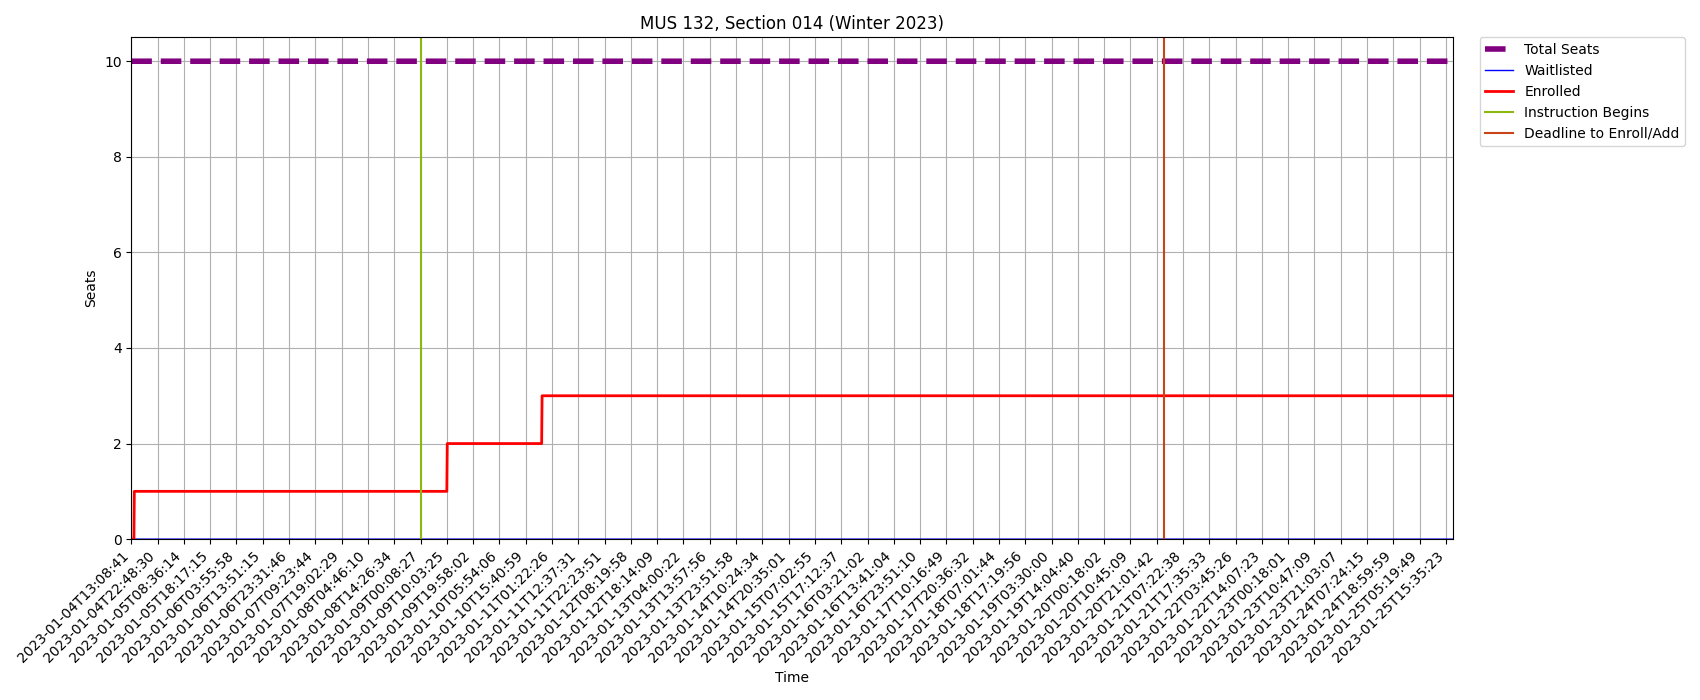 MUS 132, Section 014 (Winter 2023)
Total Seats
Waitlisted
Enrolled
Instruction Begins
Deadline to Enroll/Add
Seats
10
8
6
4
2
0
2023-01-04T13:08:41
2023-01-04T22:48:30
2023-01-05T08:36:14
2023-01-05T18:17:15
2023-01-06T03:55:58
2023-01-06T13:51:15
2023-01-06T23:31:46
2023-01-07T09:23:44
2023-01-07T19:02:29
2023-01-08T04:46:10
2023-01-08T14:26:34
2023-01-09T00:08:27
2023-01-09T10:03:25
2023-01-09T19:58:02
2023-01-10T05:54:06
2023-01-10T15:40:59
2023-01-11T01:22:26
2023-01-11T12:37:31
2023-01-11T22:23:51
2023-01-12T08:19:58
2023-01-12T18:14:09
2023-01-13T04:00:22
2023-01-13T13:57:56
2023-01-13T23:51:58
2023-01-14T10:24:34
2023-01-14T20:35:01
2023-01-15T07:02:55
2023-01-15T17:12:37
2023-01-16T03:21:02
2023-01-16T13:41:04
2023-01-16T23:51:10
2023-01-17T10:16:49
2023-01-17T20:36:32
2023-01-18T07:01:44
2023-01-18T17:19:56
2023-01-19T03:30:00
2023-01-19T14:04:40
2023-01-20T00:18:02
2023-01-20T10:45:09
2023-01-20T21:01:42
2023-01-21T07:22:38
2023-01-21T17:35:33
2023-01-22T03:45:26
2023-01-22T14:07:23
2023-01-23T00:18:01
2023-01-23T10:47:09
2023-01-23T21:03:07
2023-01-24T07:24:15
2023-01-24T18:59:59
2023-01-25T05:19:49
2023-01-25T15:35:23
Time